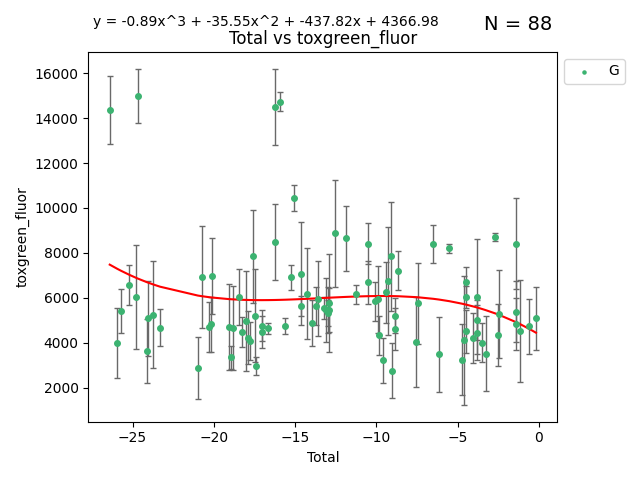 y = -0.89x^3 + -35.55x^2 + -437.82x + 4366.98
N = 88
Total vs toxgreen_fluor
G
16000
14000
12000
10000
8000
6000
4000
2000
toxgreen_fluor
−25
−20
−15
−10
−5
0
Total